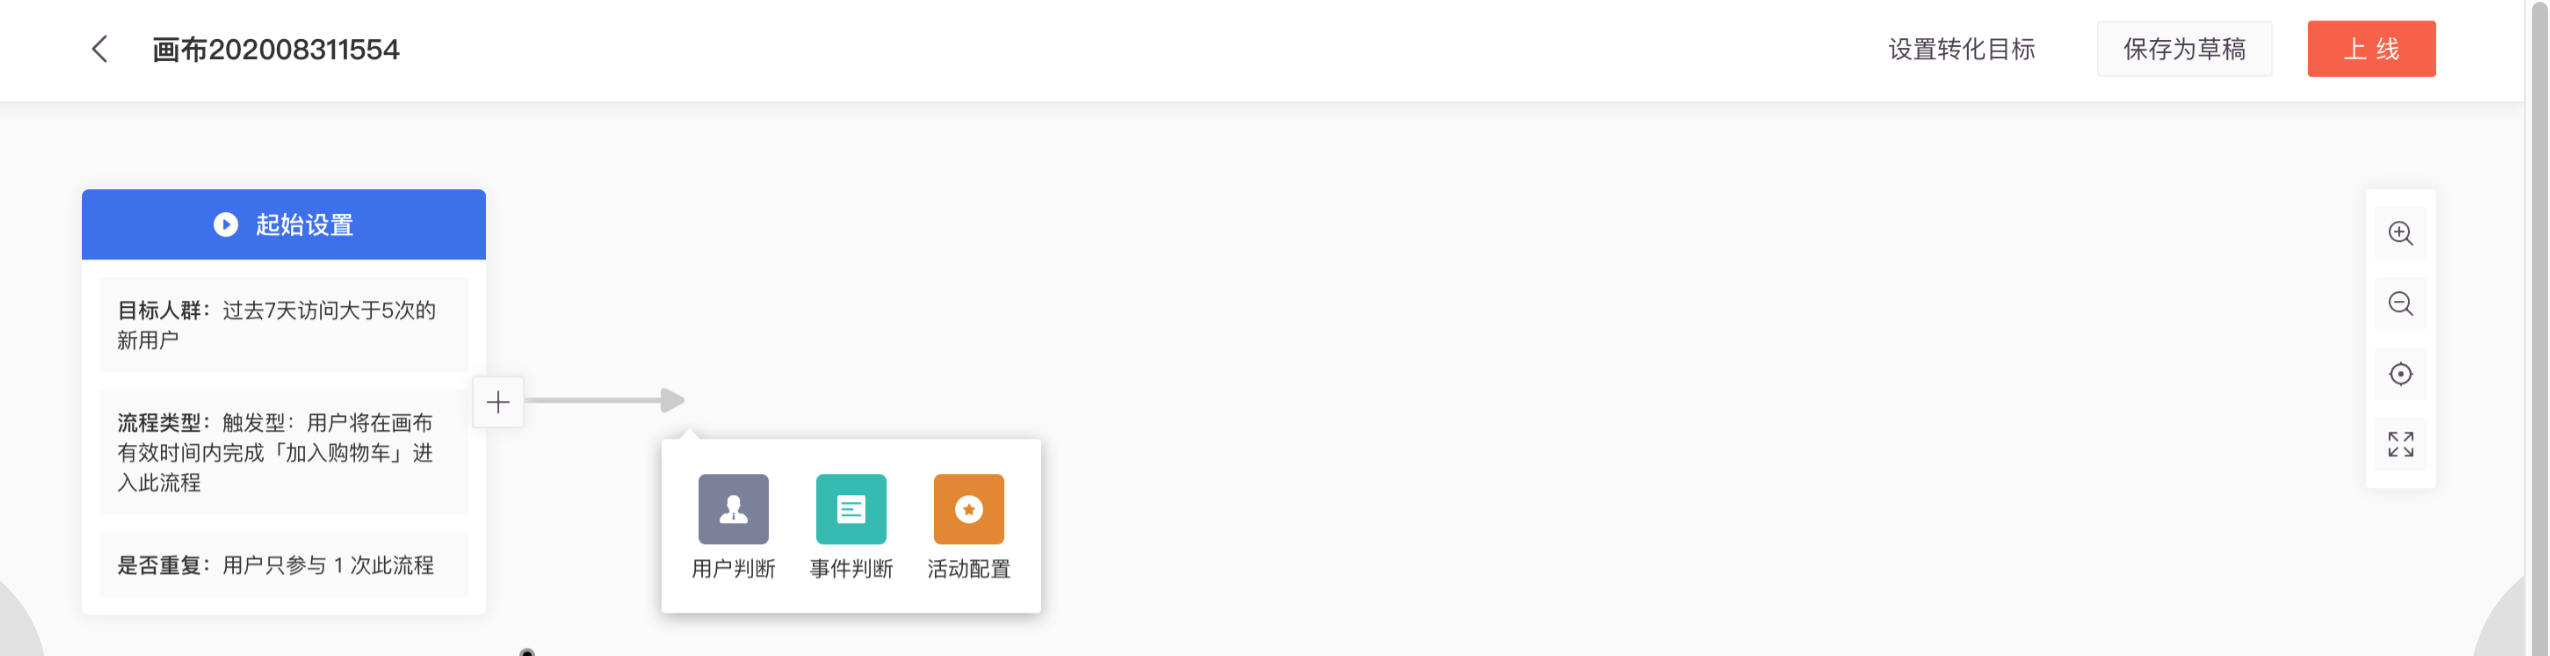 画布202008311554
设置转化目标
保存为草稿
上 线
起始设置
目标人群：过去7天访问大于5次的
新用户
流程类型：触发型：用户将在画布
有效时间内完成「加入购物车」进
入此流程
是否重复：用户只参与 1 次此流程
用户判断
事件判断
活动配置